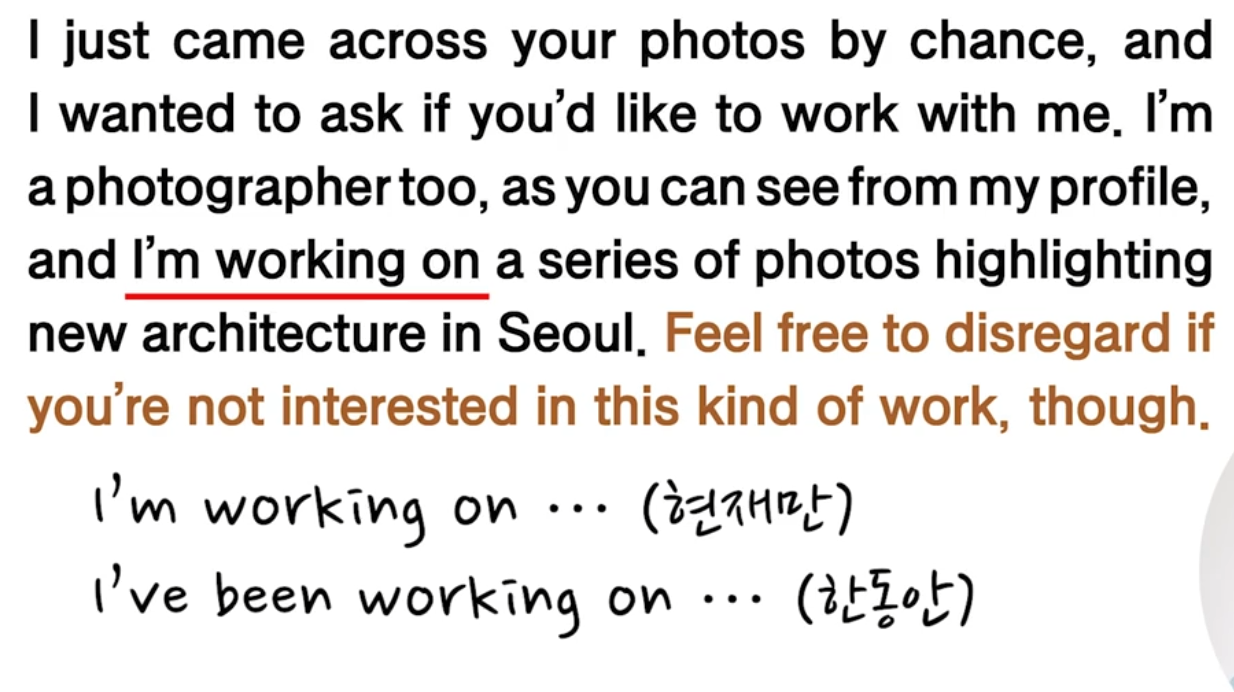 I just came across your photos by chance, and
I wanted to ask if you’d like to work with me. I’m
a photographer too, as you can see from my profile,
and I’m working on a series of photos highlighting
new architecture in Seoul. Feel free to disregard if
you’re not interested in this kind of work, though.
I’m working on … (현재만)
I’ve been working on … (한동안)